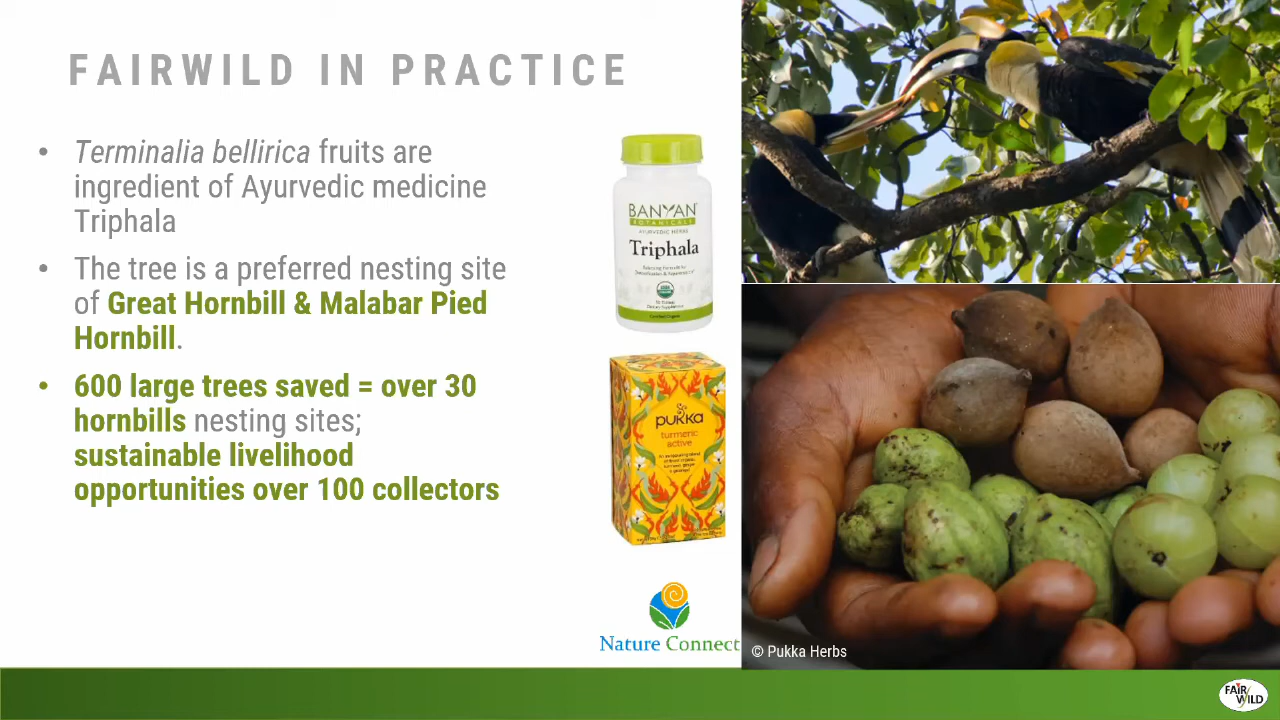 FAIRWILD IN PRACTICE
• Terminalia bellirica fruits are
ingredient of Ayurvedic medicine
Triphala
• The tree is a preferred nesting site
of Great Hornbill & Malabar Pied
Hornbill.
• 600 large trees saved = over 30
hornbills nesting sites;
sustainable livelihood
opportunities over 100 collectors
BANYAN
BOTANICALS
AYURVEDIC HERBS
Triphala
pukka
turmeric
active
Nature Connect
© Pukka Herbs
FAIR
WILD